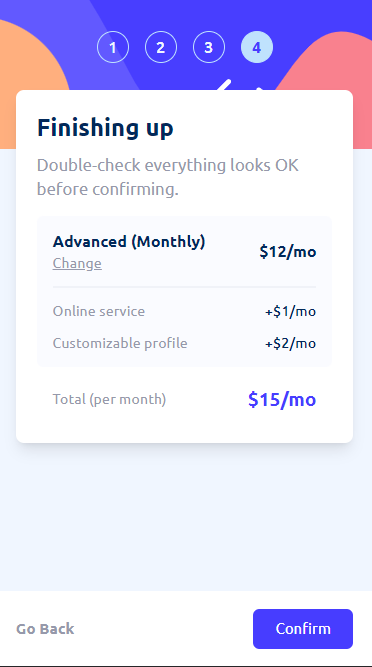 1 2 3 4
Finishing up
Double-check everything looks OK
before confirming.
Advanced (Monthly) $12/mo
Change
Online service +$1/mo
Customizable profile +$2/mo
Total (per month) $15/mo
Go Back Confirm